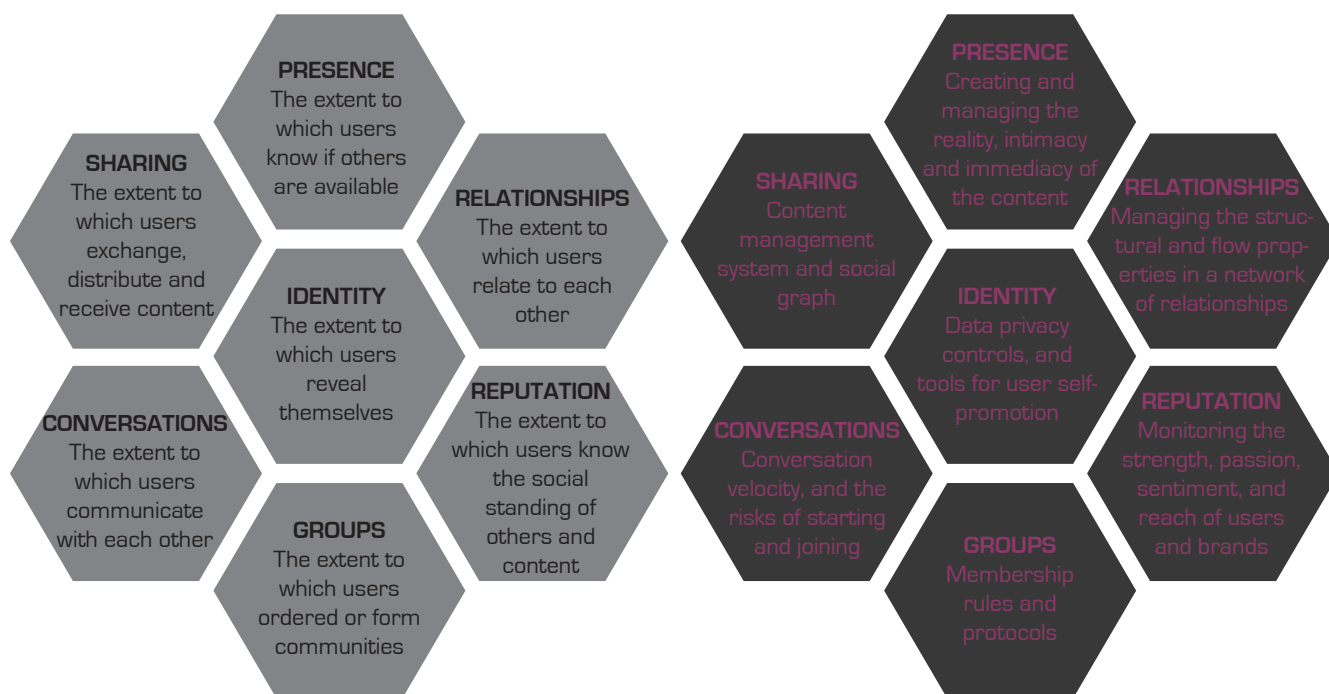 PRESENCE
The extent to
which users
know if others
are available
SHARING
The extent to
which users
exchange,
distribute and
receive content
RELATIONSHIPS
The extent to
which users
relate to each
other
IDENTITY
The extent to
which users
reveal
themselves
CONVERSATIONS
The extent to
which users
communicate
with each other
REPUTATION
The extent to
which users know
the social
standing of
others and
content
GROUPS
The extent to
which users
ordered or form
communities
PRESENCE
Creating and
managing the
reality, intimacy
and immediacy of
the content
SHARING
Content
management
system and social
graph
RELATIONSHIPS
Managing the struc-
tural and flow prop-
erties in a network
of relationships
IDENTITY
Data privacy
controls, and
tools for user self-
promotion
CONVERSATIONS
Conversation
velocity, and the
risks of starting
and joining
REPUTATION
Monitoring the
strength, passion,
sentiment, and
reach of users
and brands
GROUPS
Membership
rules and
protocols